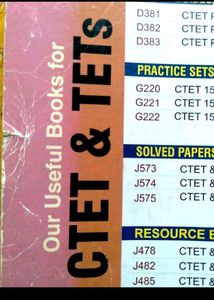 Our Useful Books for
CTET & TETs
D381 CTET
D382 CTET
D383 CTET
PRACTICE SETS
G220 CTET 15
G221 CTET 15
G222 CTET 15
SOLVED PAPERS
J573 CTET &
J574 CTET &
J575 CTET &
RESOURCE
J478 CTET &
J482 CTET &
J485 CTET &